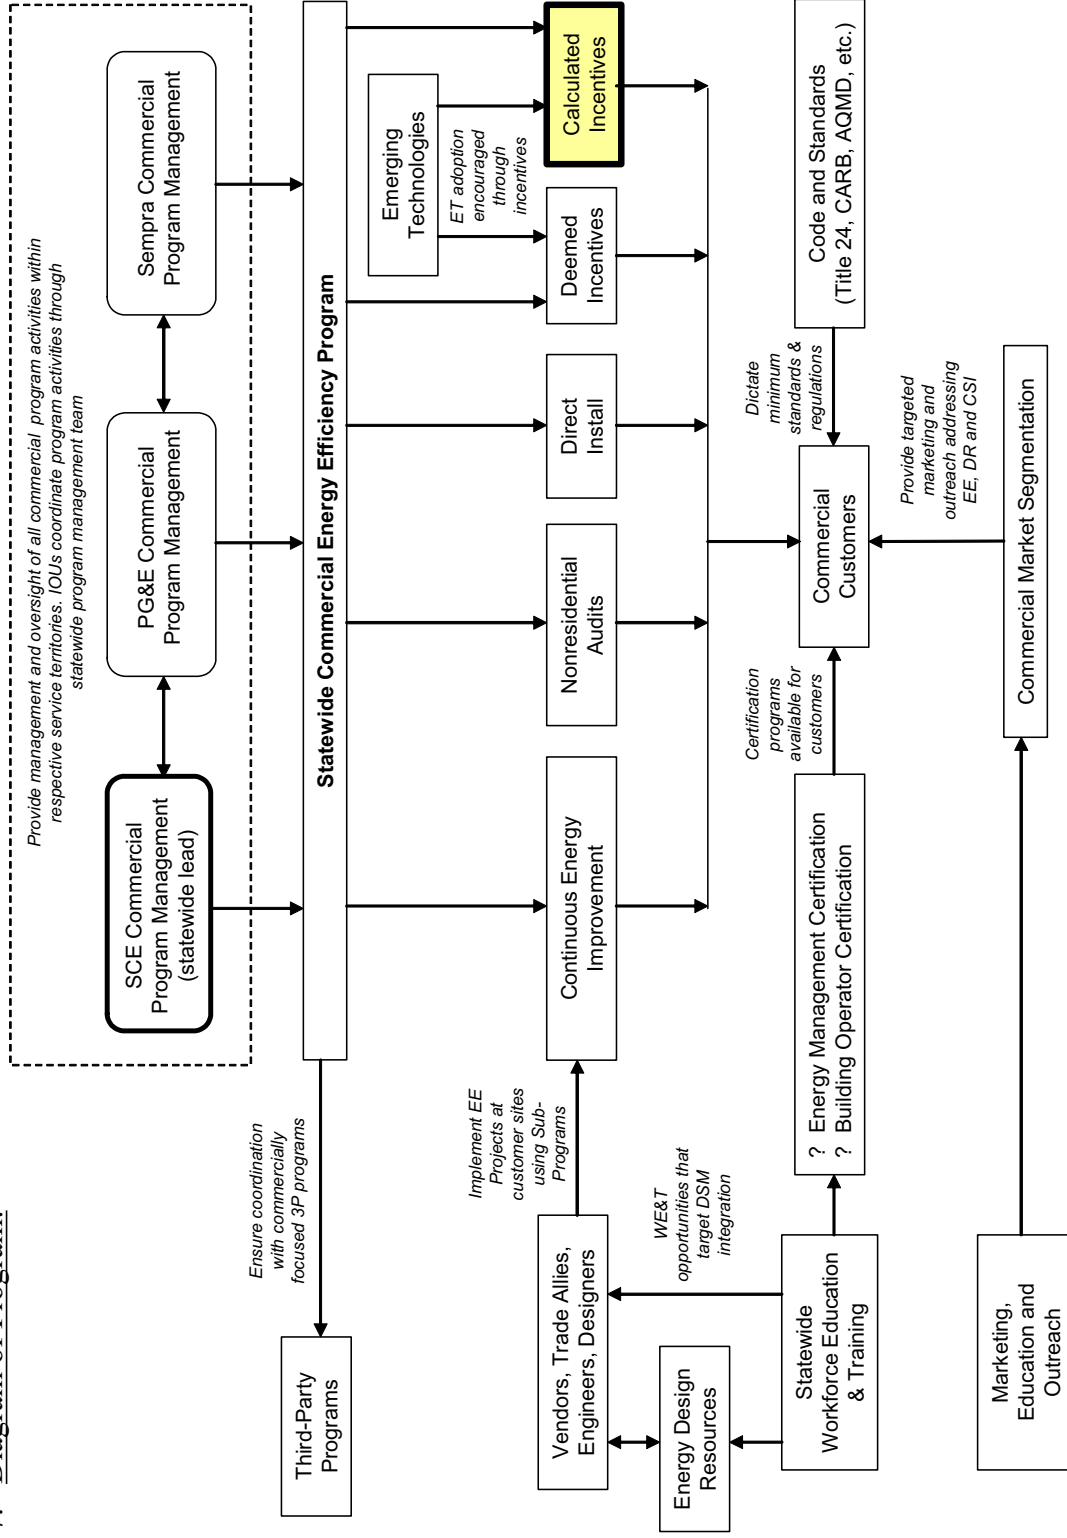 7. Diagram of Program:
Provide management and oversight of all commercial program activities within
respective service territories. IOUs coordinate program activities through
statewide program management team
SCE Commercial
Program Management
(statewide lead)
PG&E Commercial
Program Management
Sempra Commercial
Program Management
Statewide Commercial Energy Efficiency Program
Ensure coordination
with commercially
focused 3P programs
Third-Party
Programs
Emerging
Technologies
ET adoption
encouraged
through
incentives
Implement EE
Projects at
customer sites
using Sub-
Programs
Vendors, Trade Allies,
Engineers, Designers
Continuous Energy
Improvement
Nonresidential
Audits
Direct
Install
Deemed
Incentives
Calculated
Incentives
Energy Design
Resources
WE&T
opportunities that
target DSM
integration
Statewide
Workforce Education
& Training
? Energy Management Certification
? Building Operator Certification
Certification
programs
available for
customers
Commercial
Customers
Dictate
minimum
standards &
regulations
Code and Standards
(Title 24, CARB, AQMD, etc.)
Provide targeted
marketing and
outreach addressing
EE, DR and CSI
Marketing,
Education and
Outreach
Commercial Market Segmentation